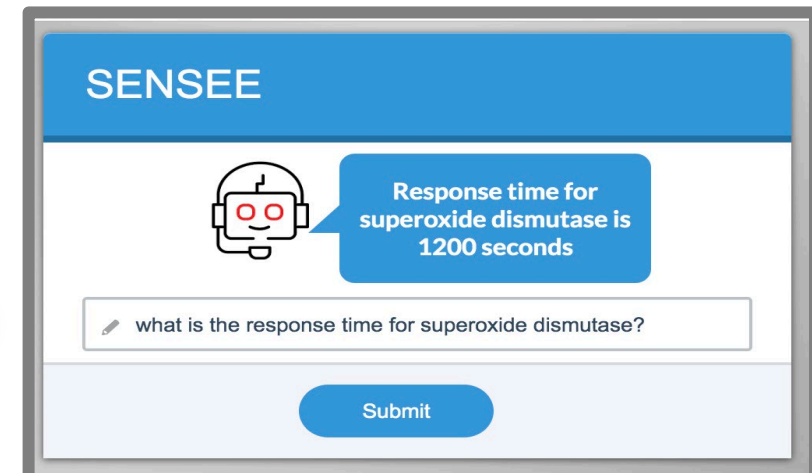 SENSEE
Response time for
superoxide dismutase is
1200 seconds
what is the response time for superoxide dismutase?
Submit